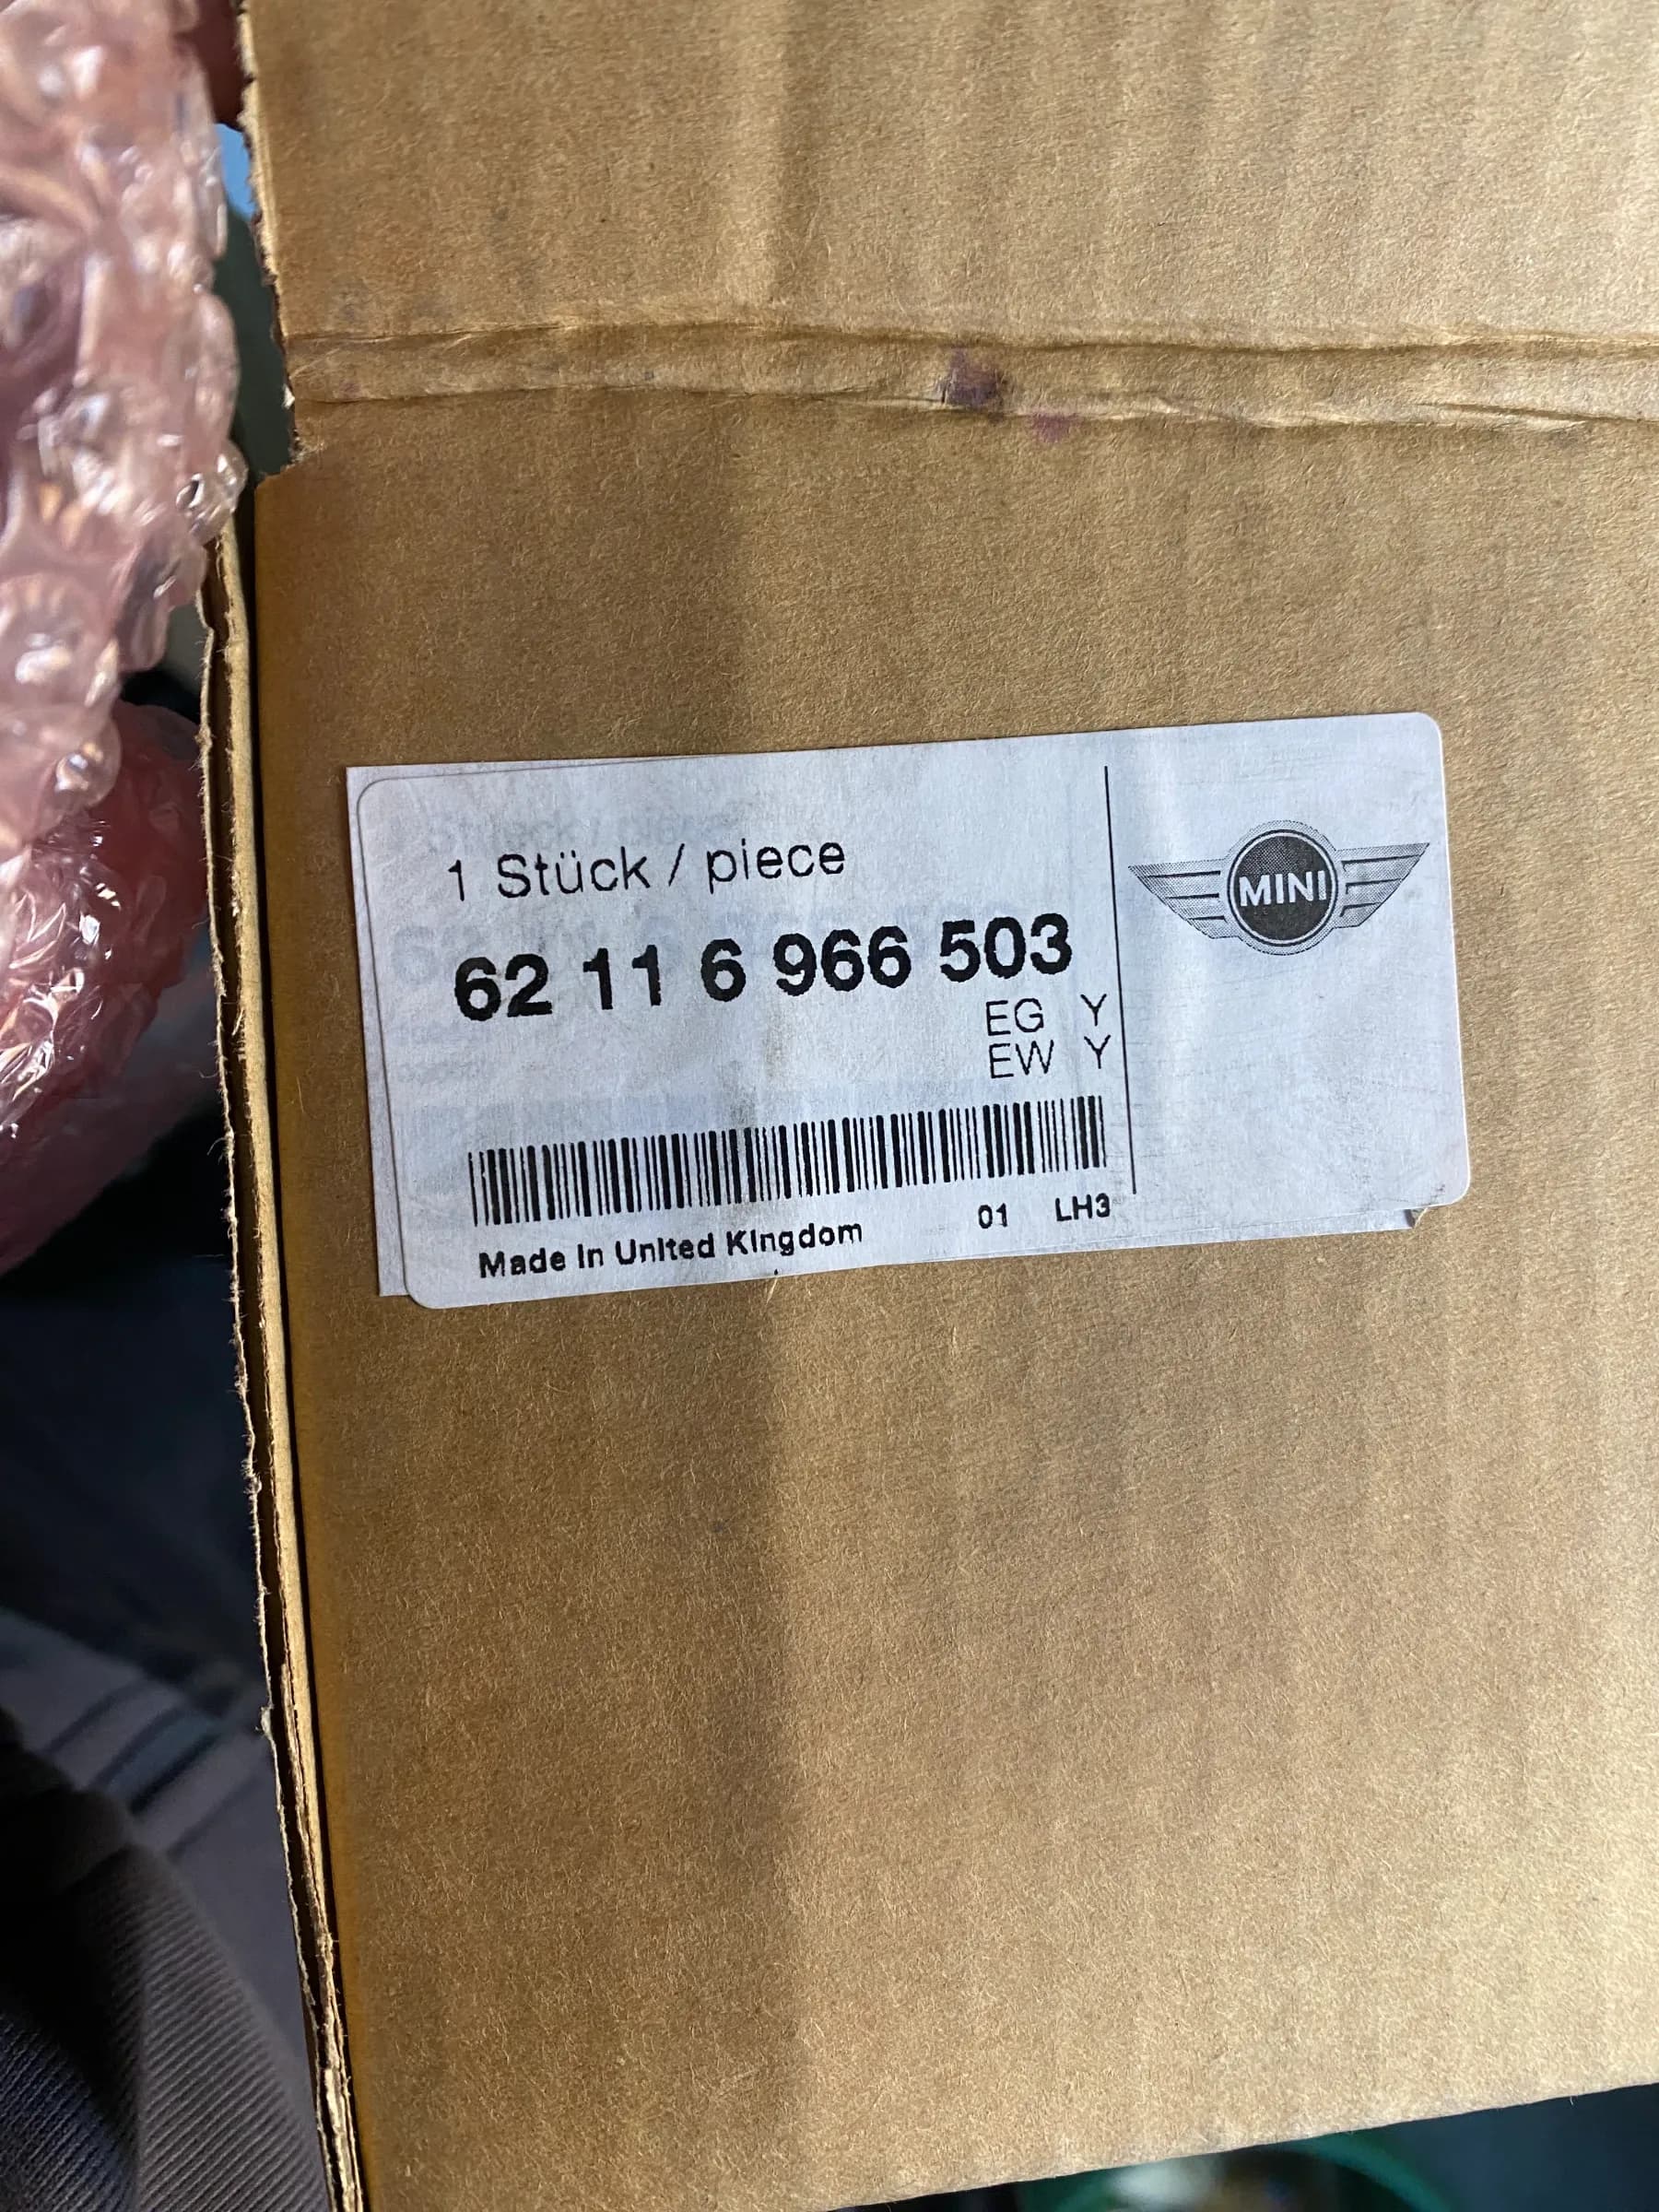 1 Stück / piece
62 11 6 966 503
EG Y
EW Y
Made in United Kingdom 01 LH3
MINI